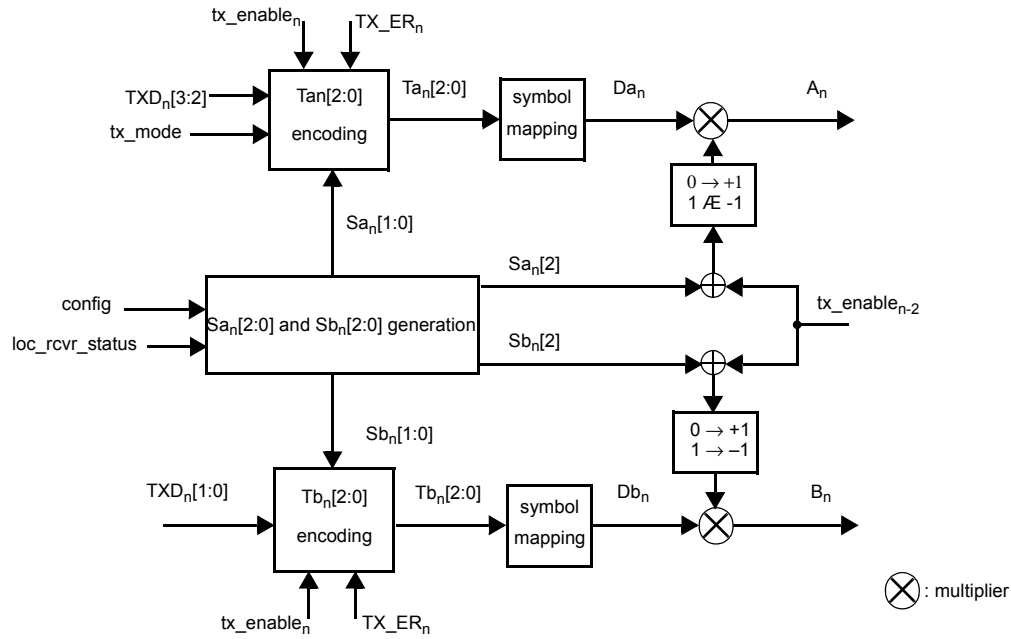 tx_enableₙ
TX_ERₙ
TXDₙ[3:2]
tx_mode
Tan[2:0]
encoding
Taₙ[2:0]
symbol
mapping
Daₙ
Aₙ
0 → +1
1 Æ -1
Saₙ[1:0]
Saₙ[2]
config
loc_rcvr_status
Saₙ[2:0] and Sbₙ[2:0] generation
tx_enableₙ₋₂
Sbₙ[2]
Sbₙ[1:0]
0 → +1
1 → –1
TXDₙ[1:0]
Tbₙ[2:0]
encoding
Tbₙ[2:0]
symbol
mapping
Dbₙ
Bₙ
tx_enableₙ
TX_ERₙ
: multiplier